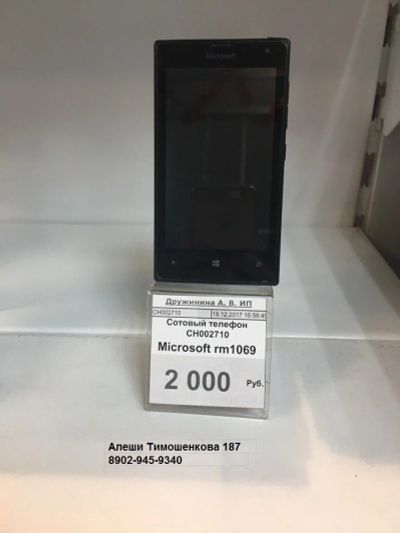 Microsoft
Дружинина А. В. ИП
СН002710 19.12.2017 16:58:40
Сотовый телефон
СН002710
Microsoft rm1069
2 000 Руб.
Алеши Тимошенкова 187
8902-945-9340